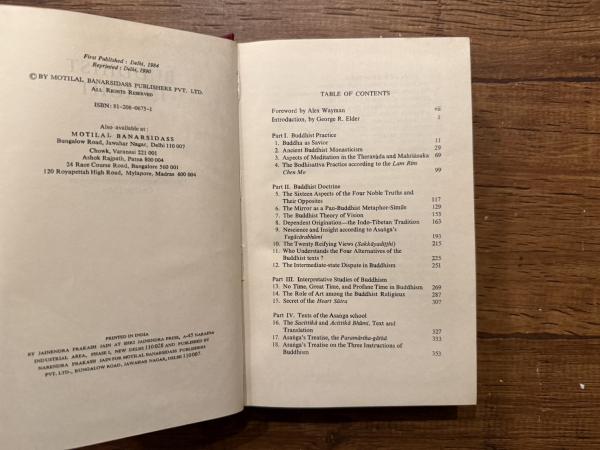 First Published : Delhi, 1984
Reprinted : Delhi, 1990
© BY MOTILAL BANARSIDASS PUBLISHERS PVT. LTD.
ALL RIGHTS RESERVED
ISBN: 81-208-0675-1
Also available at :
MOTILAL BANARSIDASS
Bungalow Road, Jawahar Nagar, Delhi 110 007
Chowk, Varanasi 221 001
Ashok Rajpath, Patna 800 004
24 Race Course Road, Bangalore 560 001
120 Royapettah High Road, Mylapore, Madras 600 004
PRINTED IN INDIA
BY JAINENDRA PRAKASH JAIN AT SHRI JAINENDRA PRESS, A-45 NARAINA
INDUSTRIAL AREA, PHASE I, NEW DELHI 110 028 AND PUBLISHED BY
NARENDRA PRAKASH JAIN FOR MOTILAL BANARSIDASS PUBLISHERS
PVT. LTD., BUNGALOW ROAD, JAWAHAR NAGAR, DELHI 110 007.
TABLE OF CONTENTS
Foreword by Alex Wayman vii
Introduction, by George R. Elder 1
Part I. Buddhist Practice
1. Buddha as Savior 11
2. Ancient Buddhist Monasticism 29
3. Aspects of Meditation in the Theravāda and Mahīśāsaka 69
4. The Bodhisattva Practice according to the Lam Rim
Chen Mo 99
Part II. Buddhist Doctrine
5. The Sixteen Aspects of the Four Noble Truths and
Their Opposites 117
6. The Mirror as a Pan-Buddhist Metaphor-Simile 129
7. The Buddhist Theory of Vision 153
8. Dependent Origination—the Indo-Tibetan Tradition 163
9. Nescience and Insight according to Asaṅga's
Yogācārabhūmi 193
10. The Twenty Reifying Views (Sakkāyadiṭṭhi) 215
11. Who Understands the Four Alternatives of the
Buddhist texts ? 225
12. The Intermediate-state Dispute in Buddhism 251
Part III. Interpretative Studies of Buddhism
13. No Time, Great Time, and Profane Time in Buddhism 269
14. The Role of Art among the Buddhist Religieux 287
15. Secret of the Heart Sūtra 307
Part IV. Texts of the Asaṅga school
16. The Sacittikā and Acittikā Bhūmi, Text and
Translation 327
17. Asaṅga's Treatise, the Paramārtha-gāthā 333
18. Asaṅga's Treatise on the Three Instructions of
Buddhism 353